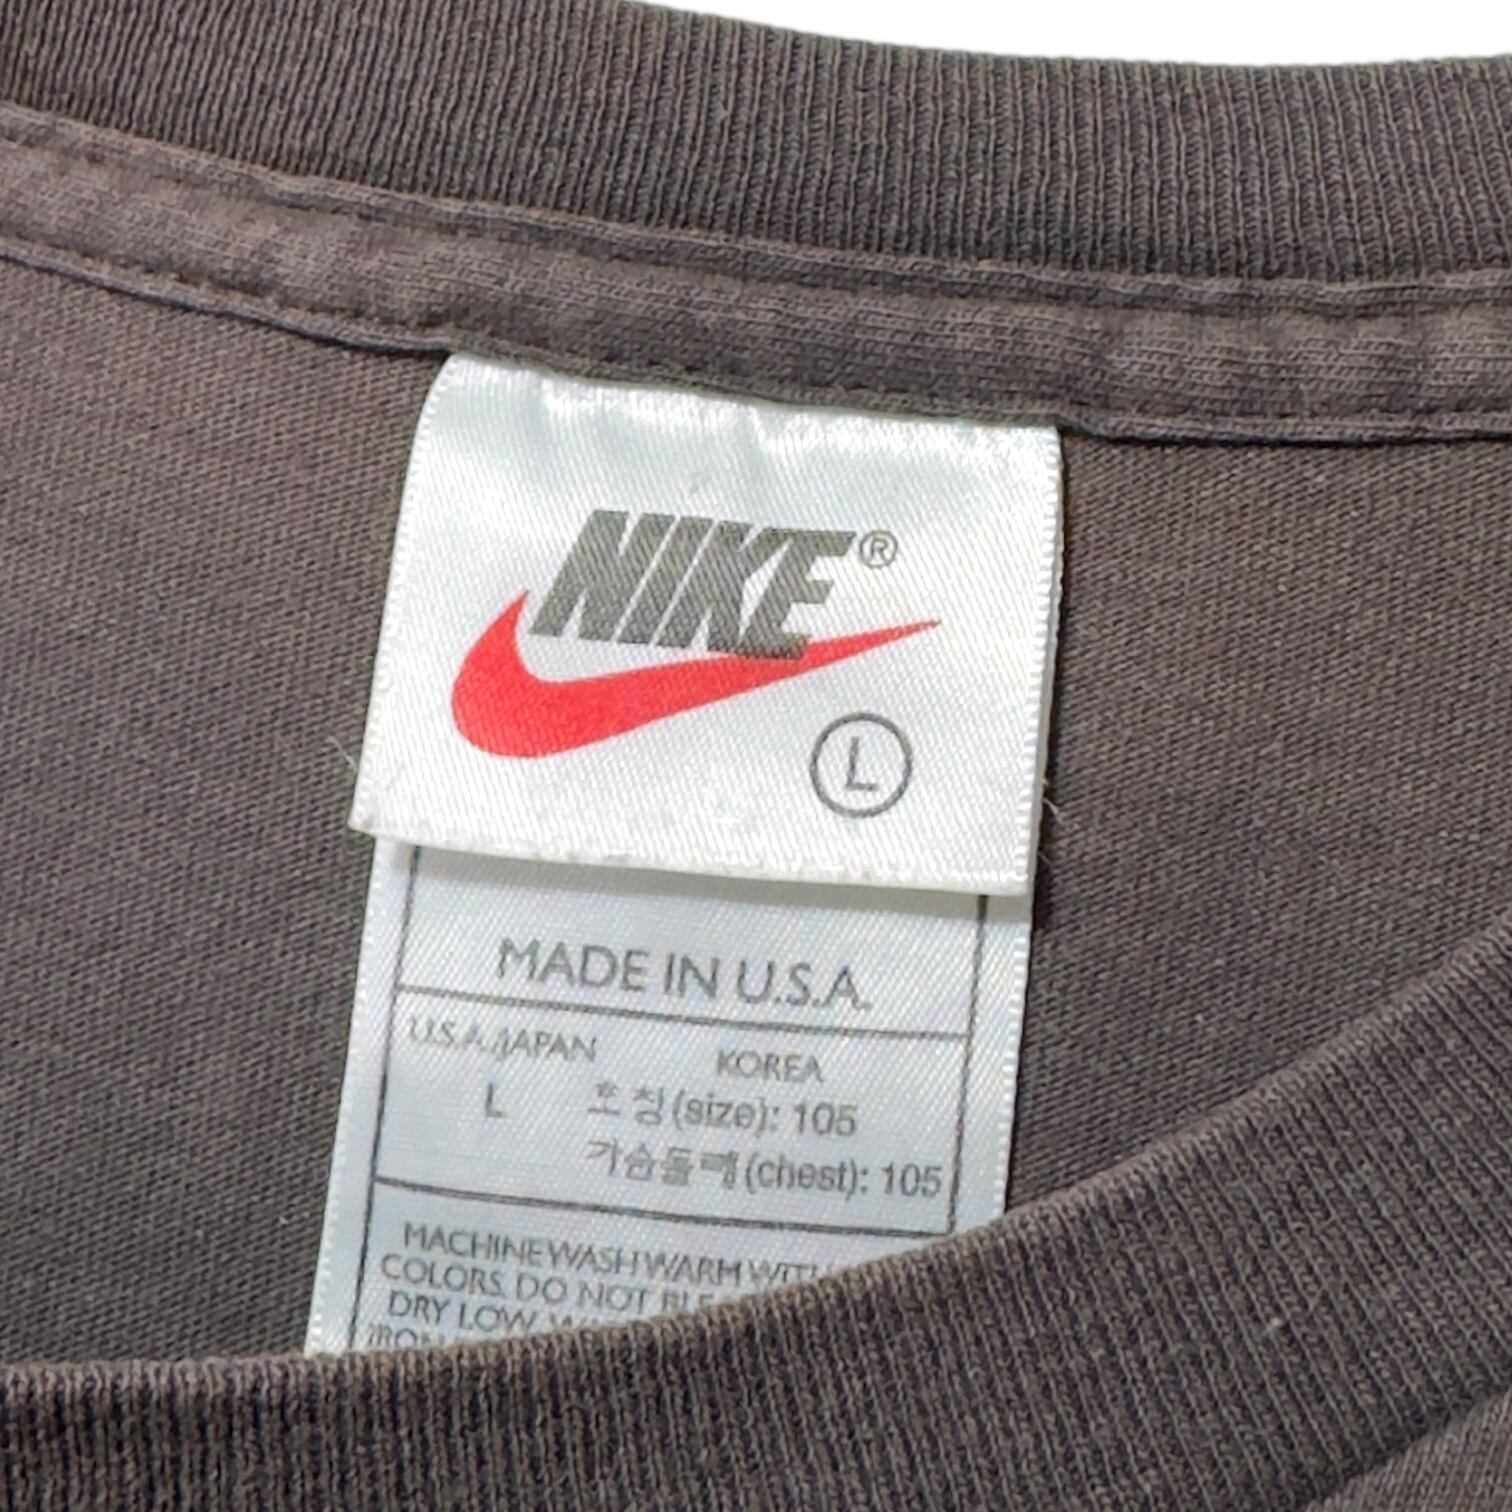 NIKE®
L
MADE IN U.S.A.
U.S.A./JAPAN KOREA
L 호칭(size): 105
가슴둘레(chest): 105
MACHINE WASH WARM WITH
COLORS. DO NOT
DRY LOW.
IRON